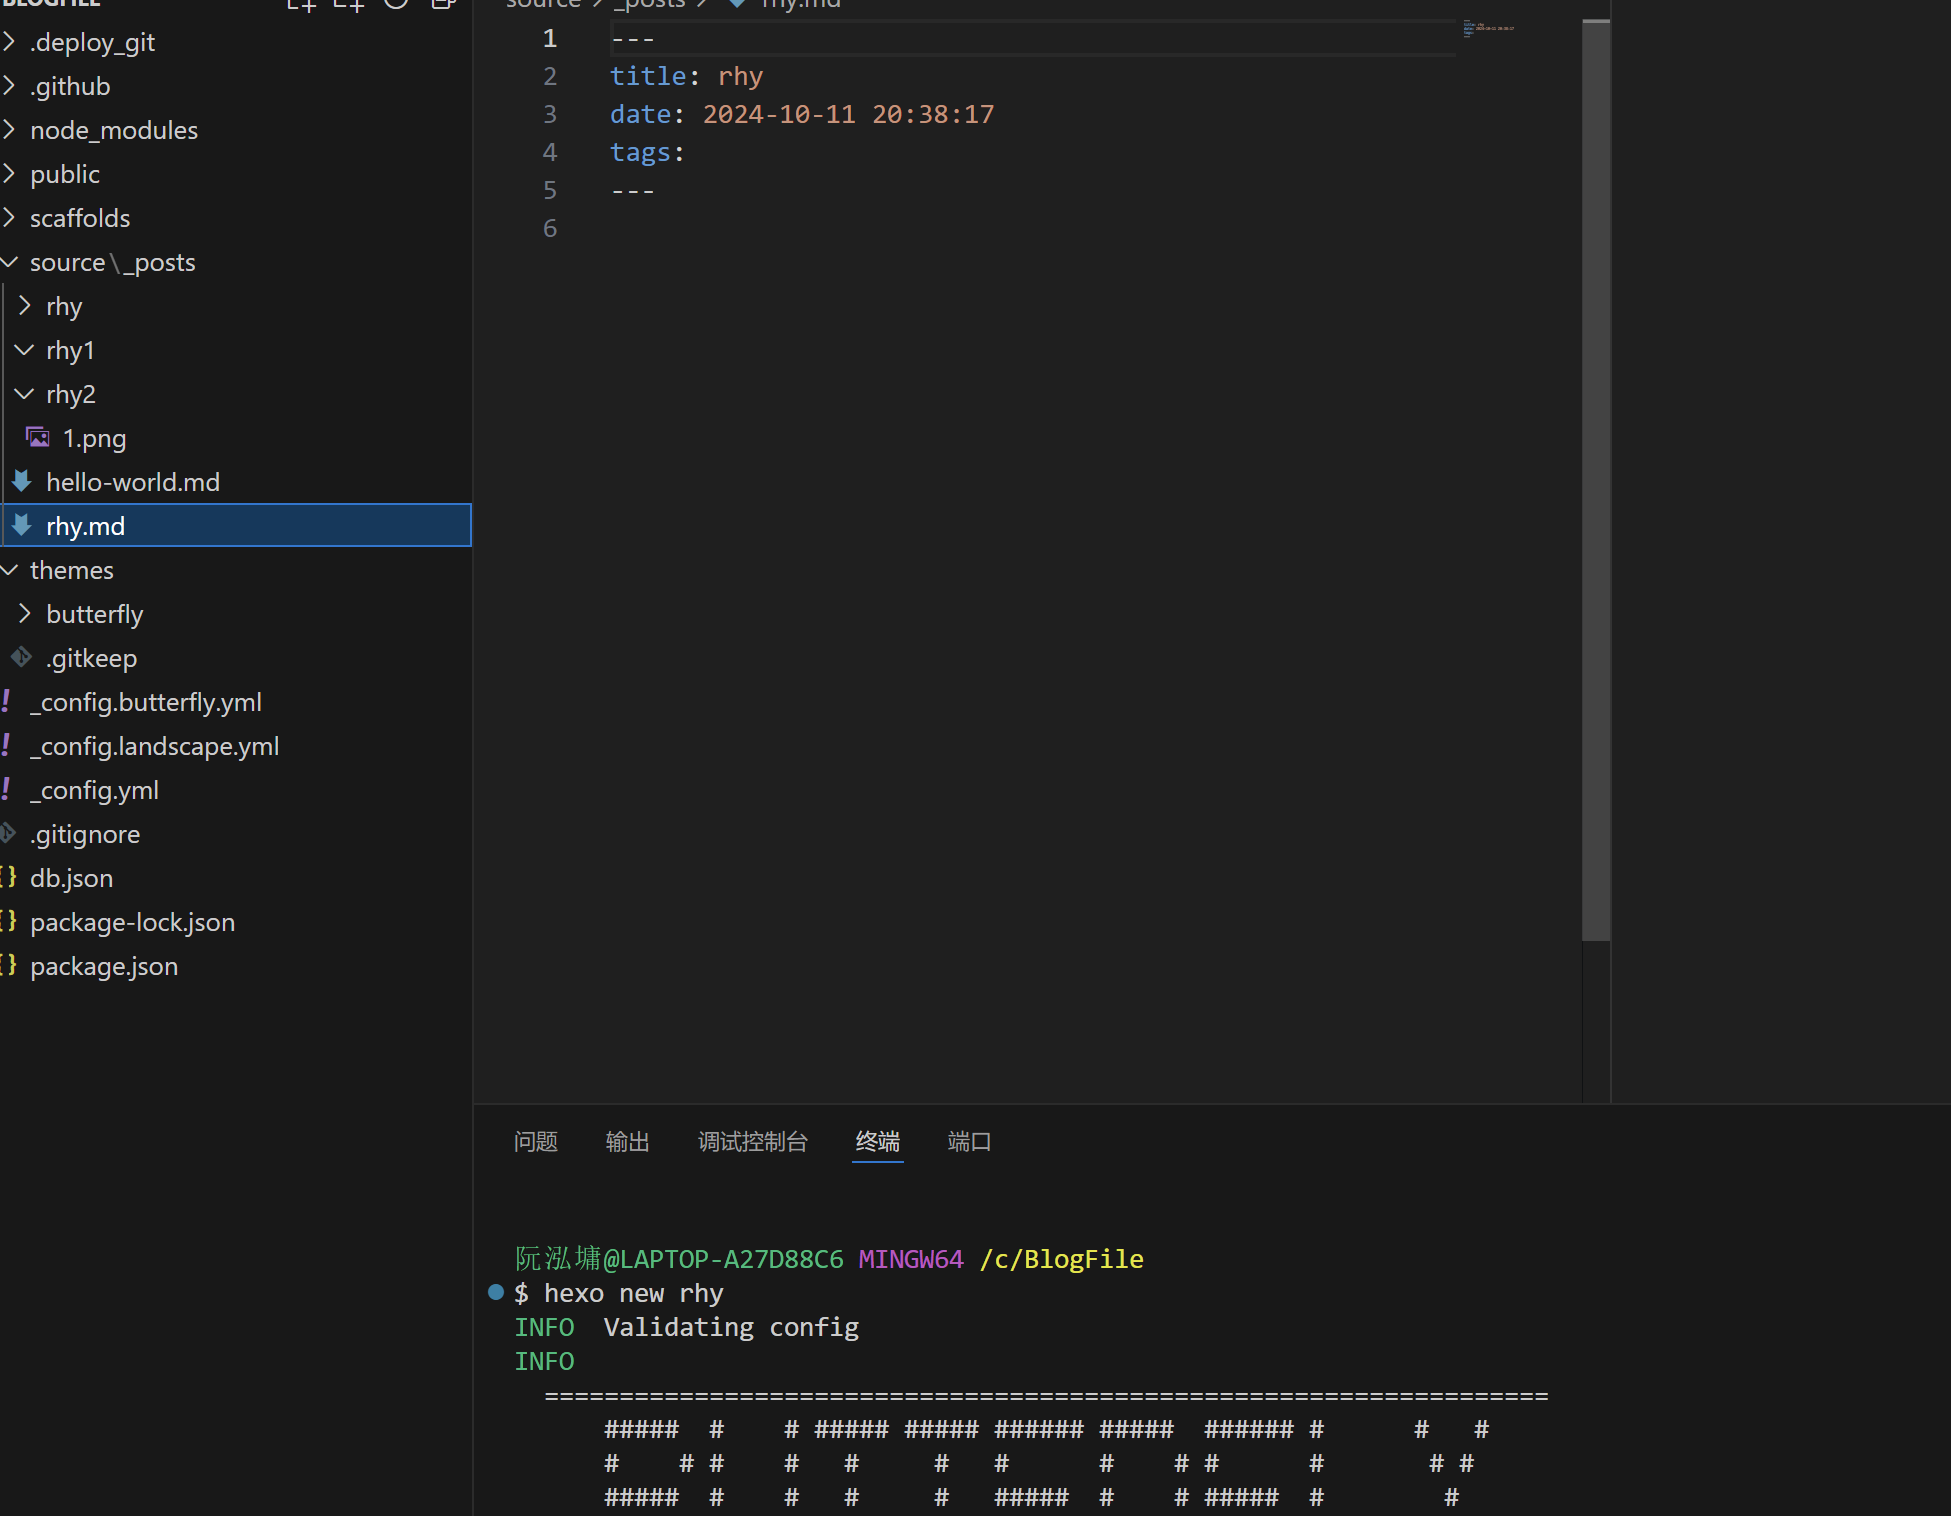 BLOGFILE
.deploy_git
.github
node_modules
public
scaffolds
source\_posts
rhy
rhy1
rhy2
1.png
hello-world.md
rhy.md
themes
butterfly
.gitkeep
_config.butterfly.yml
_config.landscape.yml
_config.yml
.gitignore
db.json
package-lock.json
package.json
source > _posts > rhy.md
1 ---
2 title: rhy
3 date: 2024-10-11 20:38:17
4 tags:
5 ---
6
问题 输出 调试控制台 终端 端口
阮泓墉@LAPTOP-A27D88C6 MINGW64 /c/BlogFile
$ hexo new rhy
INFO  Validating config
INFO
===================================================================
#####  #    # ##### ##### ###### #####  ###### #      #   #
#    # #    #   #     #   #      #    # #      #       # #
#####  #    #   #     #   #####  #    # #####  #        #